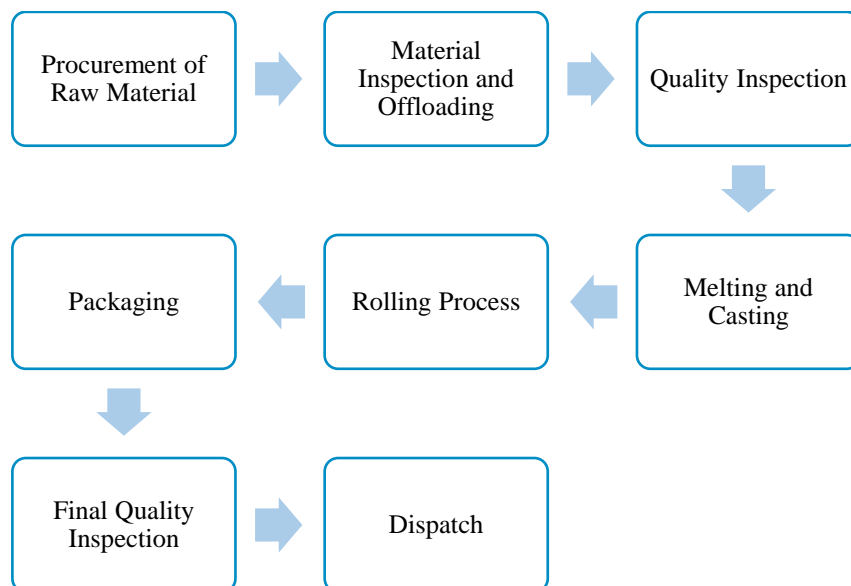 Procurement of
Raw Material
Material
Inspection and
Offloading
Quality Inspection
Melting and
Casting
Rolling Process
Packaging
Final Quality
Inspection
Dispatch